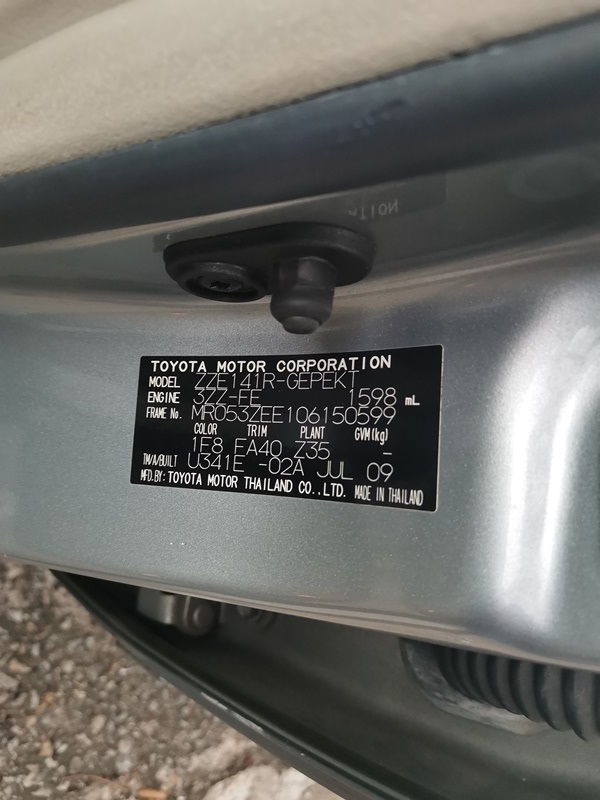 TOYOTA MOTOR CORPORATION
MODEL ZZE141R-GEPEKT
ENGINE 3ZZ-FE 1598 mL
FRAME No. MR053ZEE106150599
COLOR TRIM PLANT GVM(kg)
1F8 FA40 Z35 -
TM/A/BUILT U341E -02A JUL 09
MFD.BY: TOYOTA MOTOR THAILAND CO.,LTD. MADE IN THAILAND